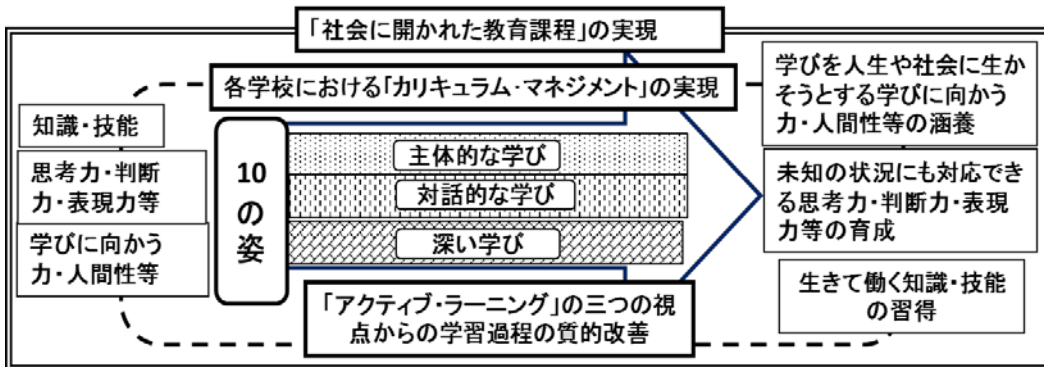 「社会に開かれた教育課程」の実現
各学校における「カリキュラム・マネジメント」の実現
知識・技能
思考力・判断
力・表現力等
学びに向かう
力・人間性等
10
の
姿
主体的な学び
対話的な学び
深い学び
「アクティブ・ラーニング」の三つの視
点からの学習過程の質的改善
学びを人生や社会に生か
そうとする学びに向かう
力・人間性等の涵養
未知の状況にも対応でき
る思考力・判断力・表現
力等の育成
生きて働く知識・技能
の習得